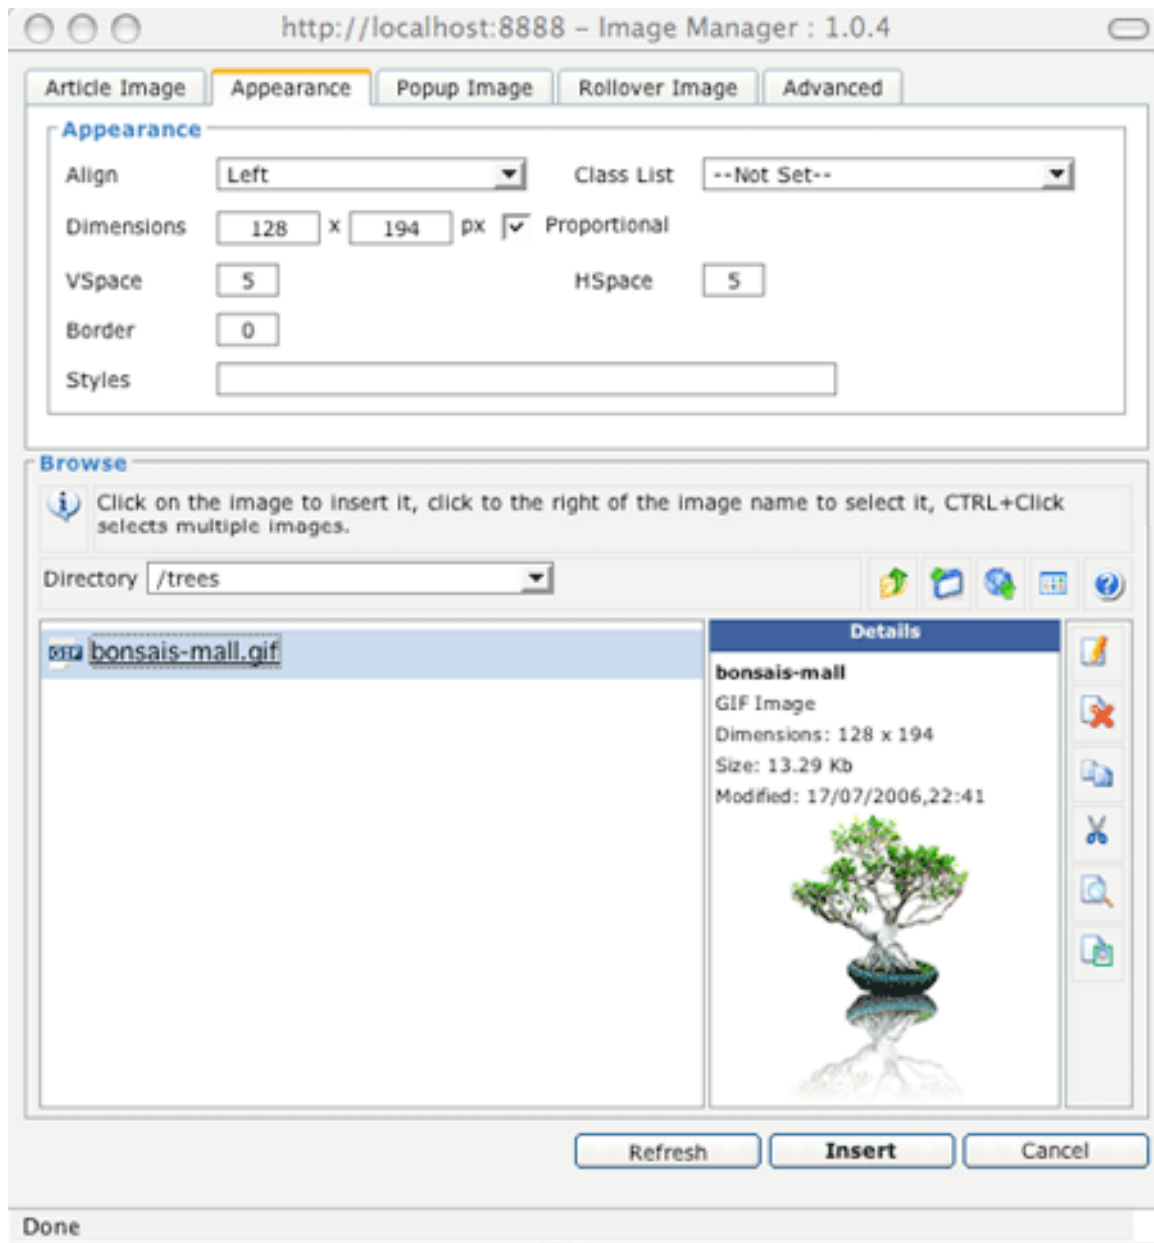 http://localhost:8888 – Image Manager : 1.0.4
Article Image Appearance Popup Image Rollover Image Advanced
Appearance
Align Left Class List --Not Set--
Dimensions 128 x 194 px Proportional
VSpace 5 HSpace 5
Border 0
Styles
Browse
Click on the image to insert it, click to the right of the image name to select it, CTRL+Click
selects multiple images.
Directory /trees
bonsais-mall.gif
Details
bonsais-mall
GIF Image
Dimensions: 128 x 194
Size: 13.29 Kb
Modified: 17/07/2006,22:41
Refresh Insert Cancel
Done